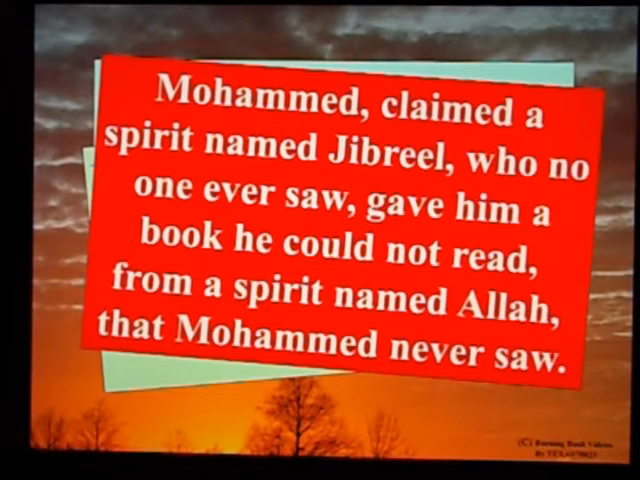 Mohammed, claimed a
spirit named Jibreel, who no
one ever saw, gave him a
book he could not read,
from a spirit named Allah,
that Mohammed never saw.
(C) Burning Bush Videos